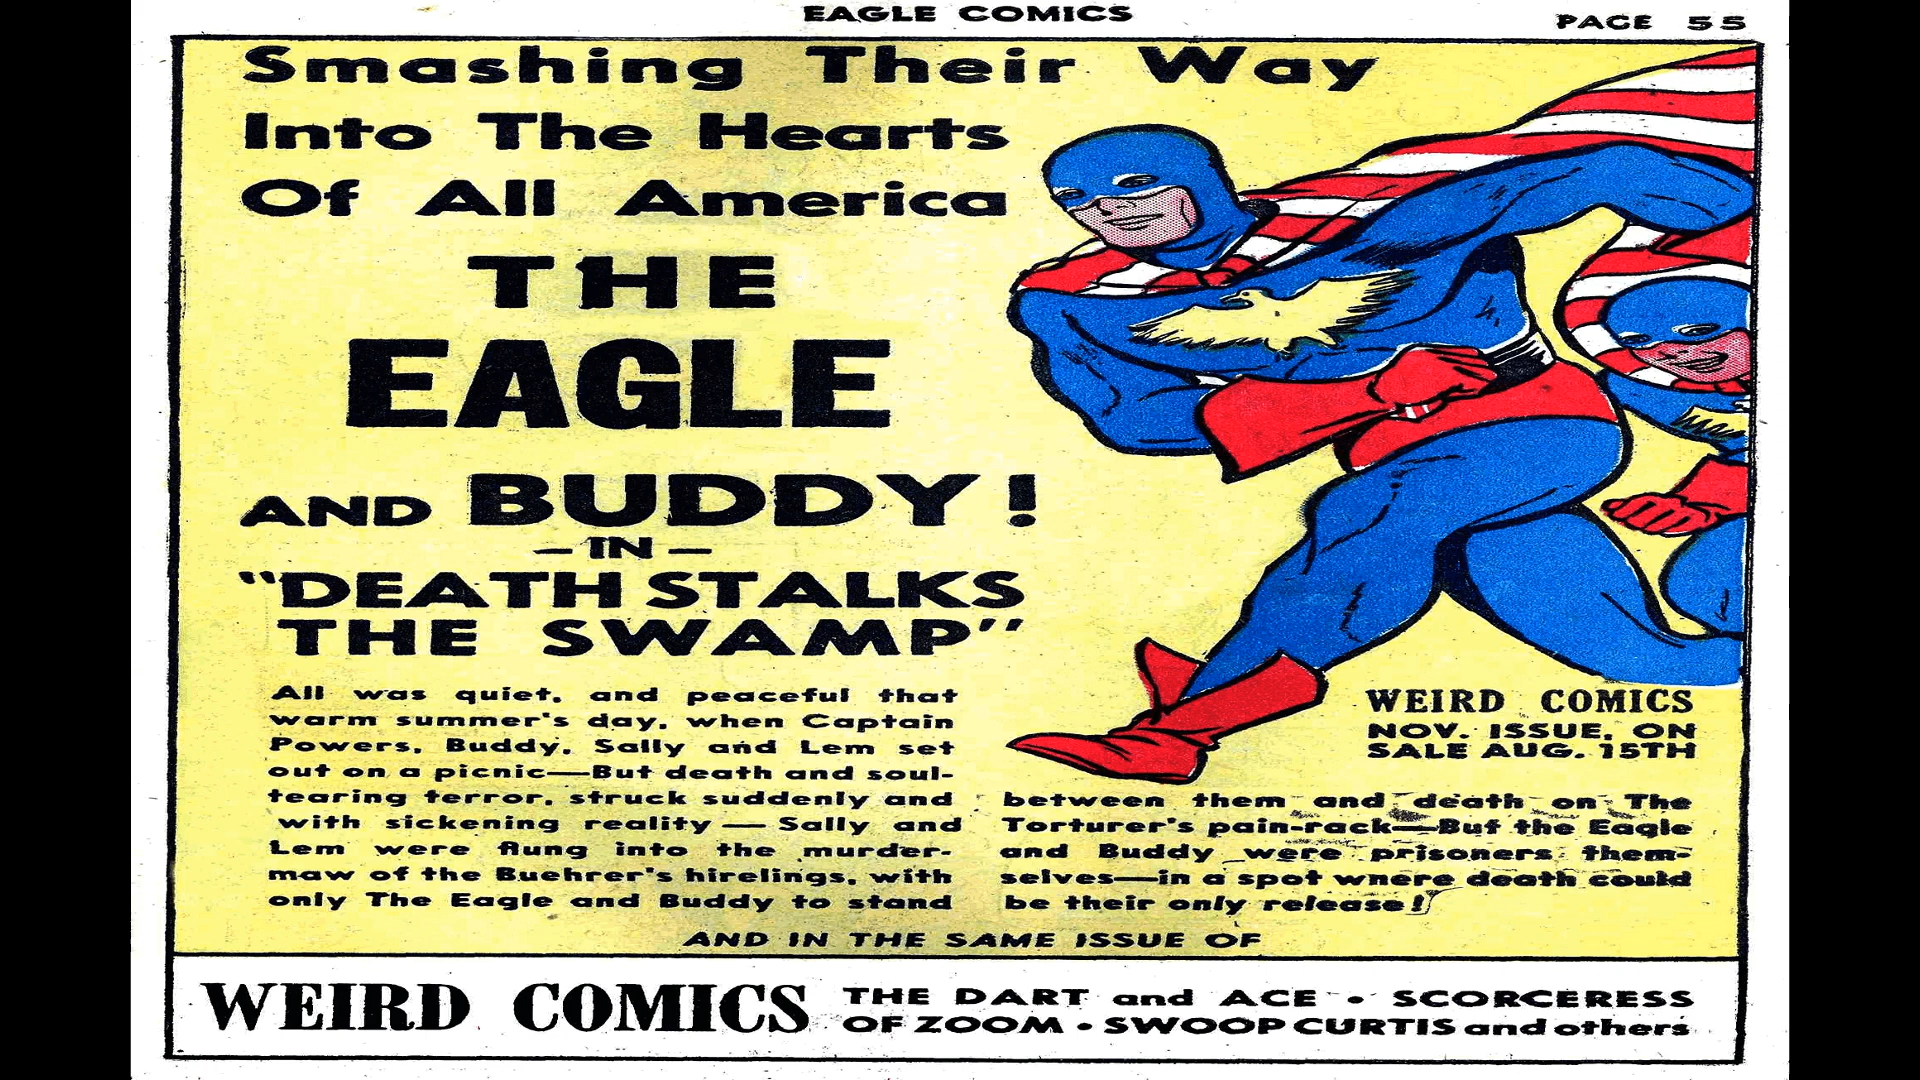 EAGLE COMICS
PAGE 55
Smashing Their Way
Into The Hearts
Of All America
THE
EAGLE
AND BUDDY!
—IN—
"DEATH STALKS
THE SWAMP"
All was quiet, and peaceful that
warm summer's day, when Captain
Powers, Buddy, Sally and Lem set
out on a picnic—But death and soul-
tearing terror, struck suddenly and
with sickening reality—Sally and
Lem were flung into the murder-
maw of the Buehrer's hirelings, with
only The Eagle and Buddy to stand
WEIRD COMICS
NOV. ISSUE, ON
SALE AUG. 15TH
between them and death on The
Torturer's pain-rack—But the Eagle
and Buddy were prisoners them-
selves—in a spot where death could
be their only release!
AND IN THE SAME ISSUE OF
WEIRD COMICS
THE DART and ACE • SCORCERESS
OF ZOOM • SWOOP CURTIS and others